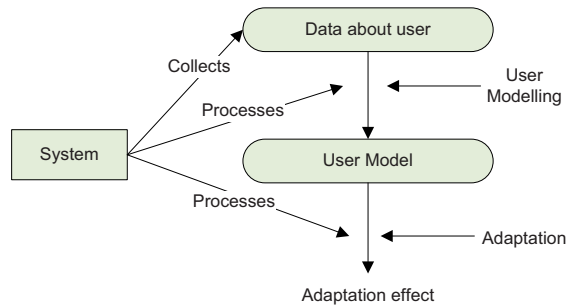 Data about user
Collects
User
Modelling
Processes
System
User Model
Processes
Adaptation
Adaptation effect